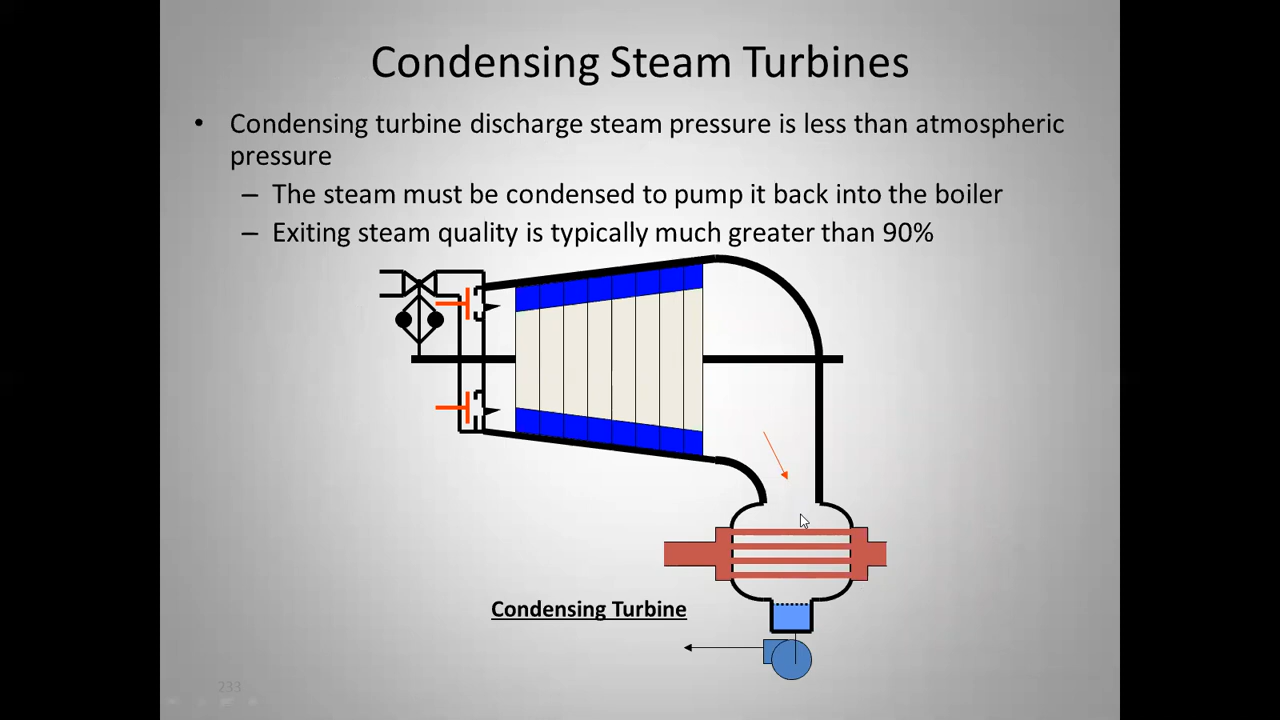 Condensing Steam Turbines
• Condensing turbine discharge steam pressure is less than atmospheric
pressure
– The steam must be condensed to pump it back into the boiler
– Exiting steam quality is typically much greater than 90%
Condensing Turbine
233